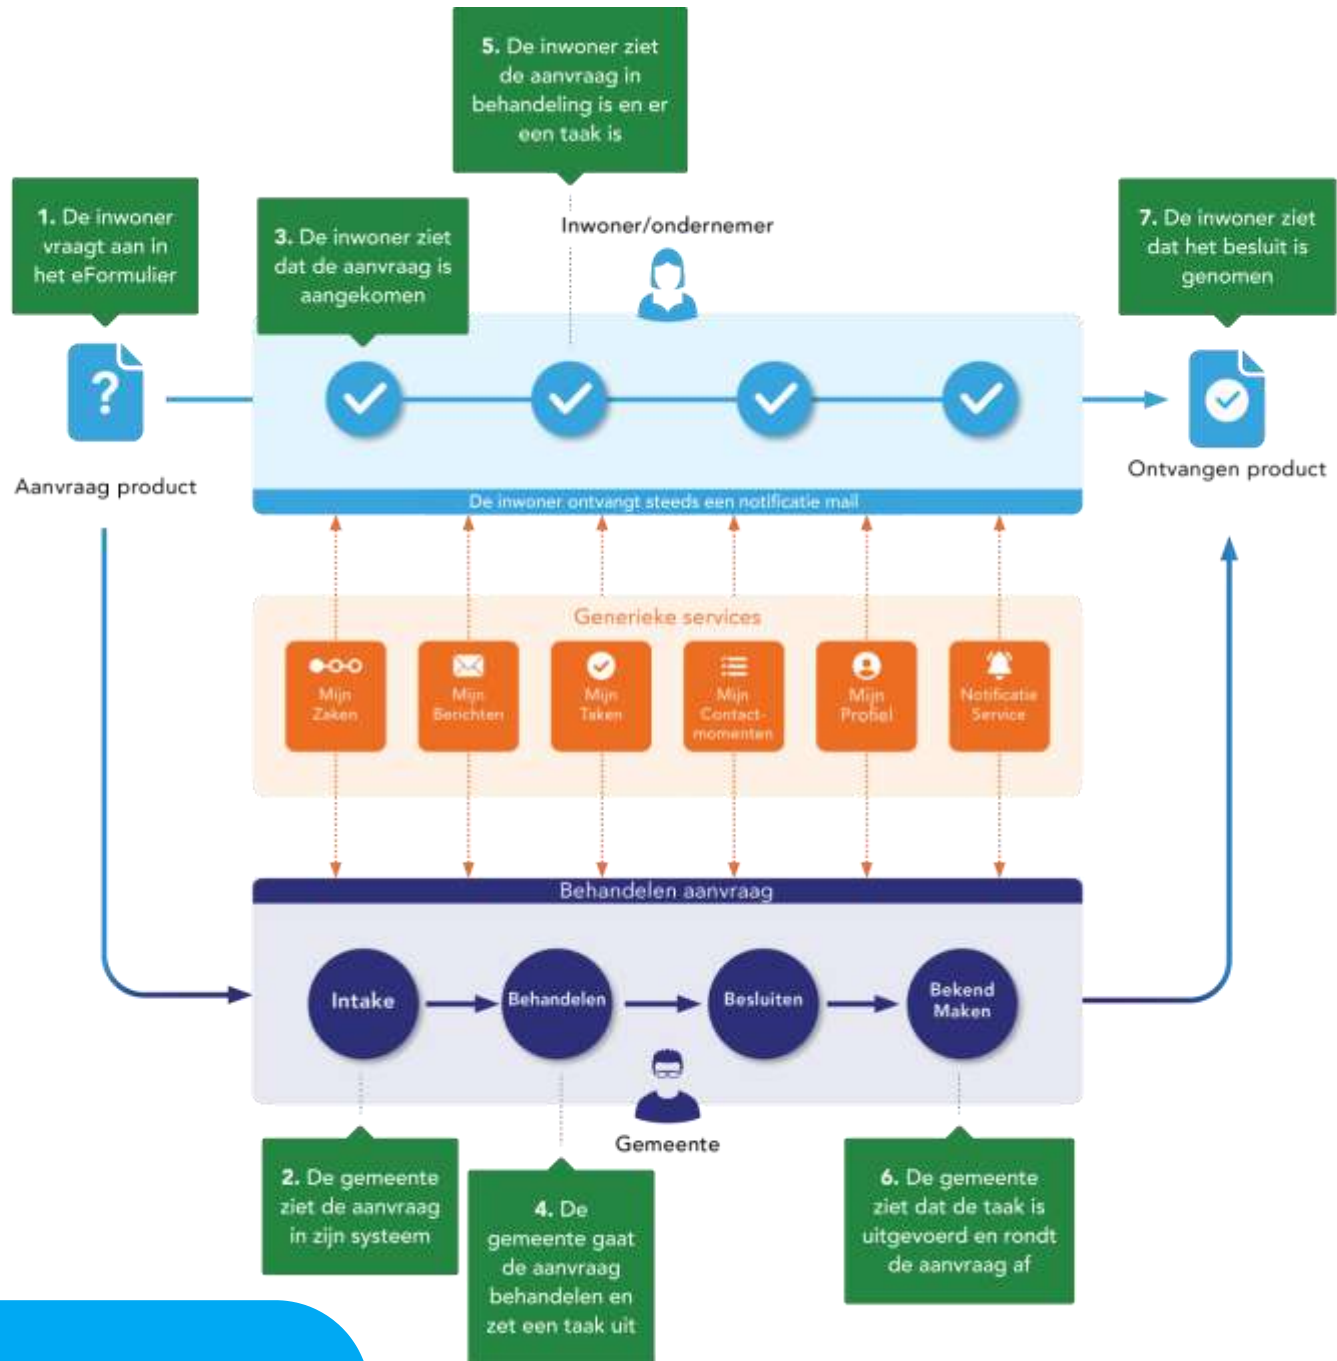 5. De inwoner ziet
de aanvraag in
behandeling is en er
een taak is
1. De inwoner
vraagt aan in
het eFormulier
3. De inwoner ziet
dat de aanvraag is
aangekomen
Inwoner/ondernemer
7. De inwoner ziet
dat het besluit is
genomen
?
Aanvraag product
Ontvangen product
De inwoner ontvangt steeds een notificatie mail
Generieke services
Mijn
Zaken
Mijn
Berichten
Mijn
Taken
Mijn
Contact-
momenten
Mijn
Profiel
Notificatie
Service
Behandelen aanvraag
Intake
Behandelen
Besluiten
Bekend
Maken
Gemeente
2. De gemeente
ziet de aanvraag
in zijn systeem
4. De
gemeente gaat
de aanvraag
behandelen en
zet een taak uit
6. De gemeente
ziet dat de taak is
uitgevoerd en rondt
de aanvraag af